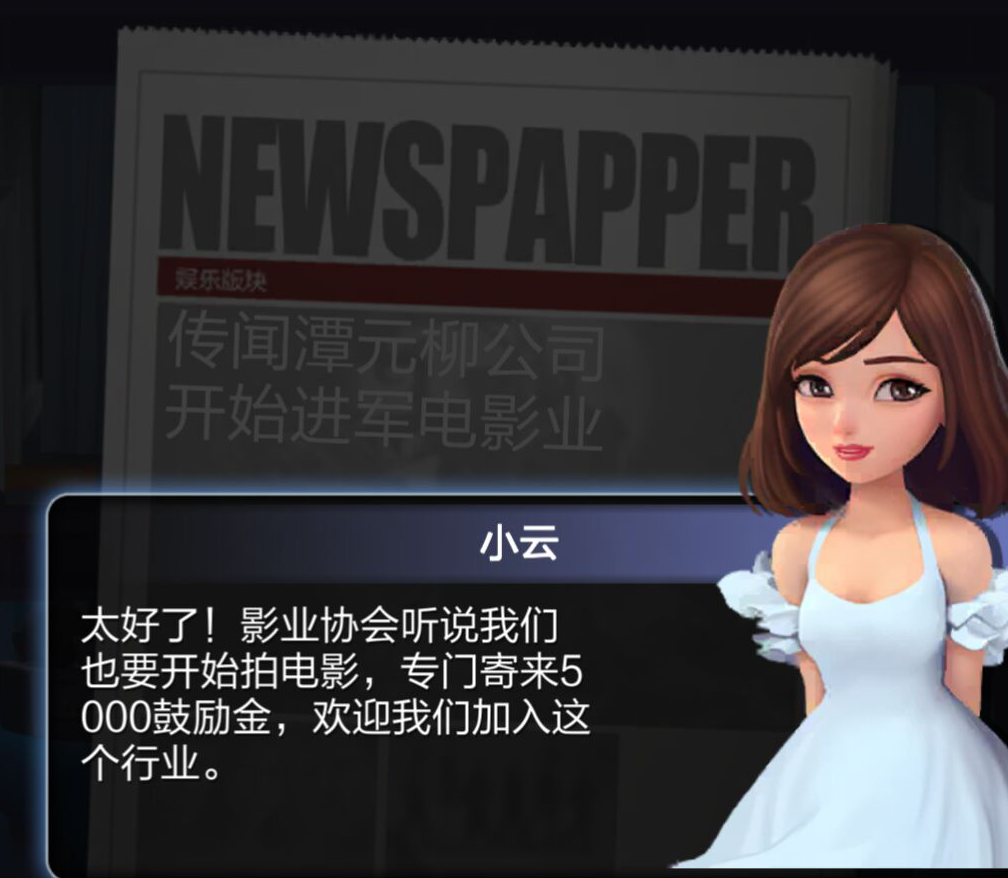 NEWSPAPPER
娱乐版块
传闻潭元柳公司
开始进军电影业
小云
太好了！影业协会听说我们
也要开始拍电影，专门寄来5
000鼓励金，欢迎我们加入这
个行业。